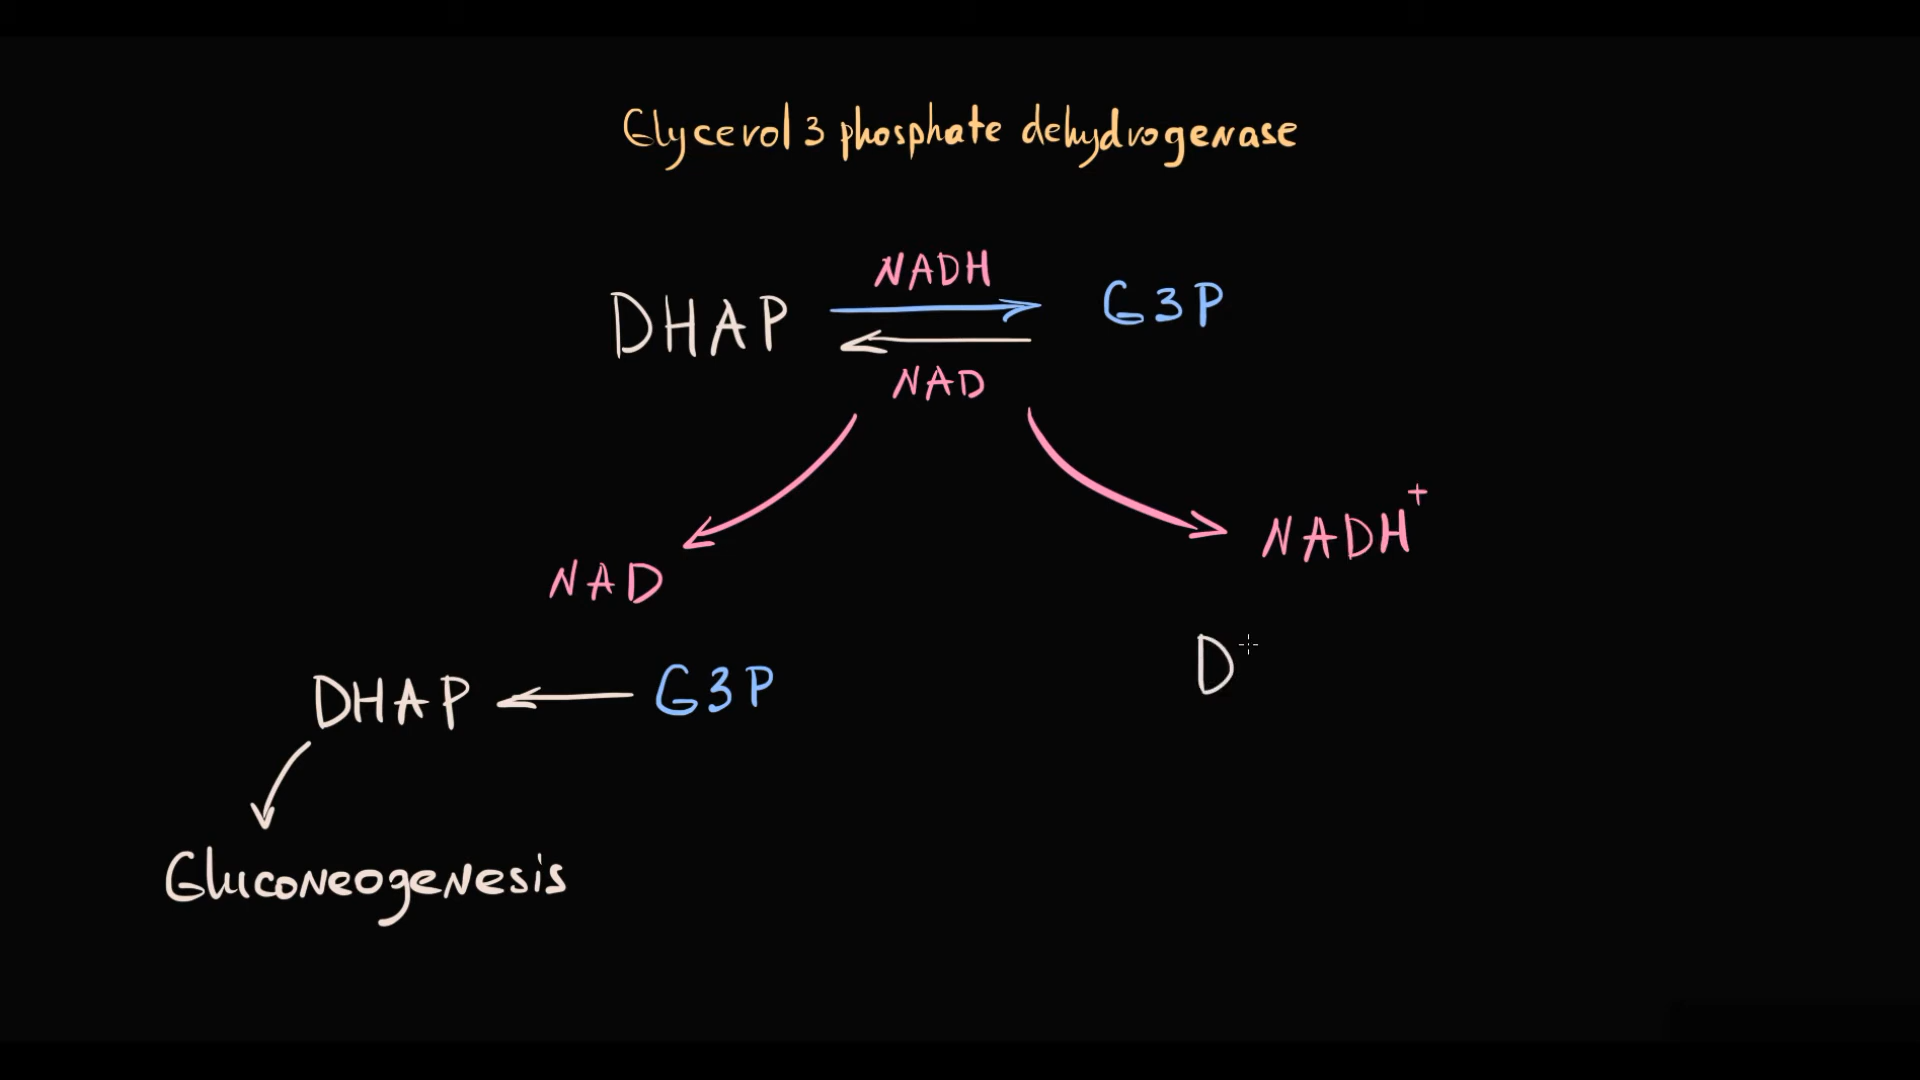 Glycerol 3 phosphate dehydrogenase
NADH
DHAP G3P
NAD
NADH+
NAD
D
DHAP G3P
Gluconeogenesis